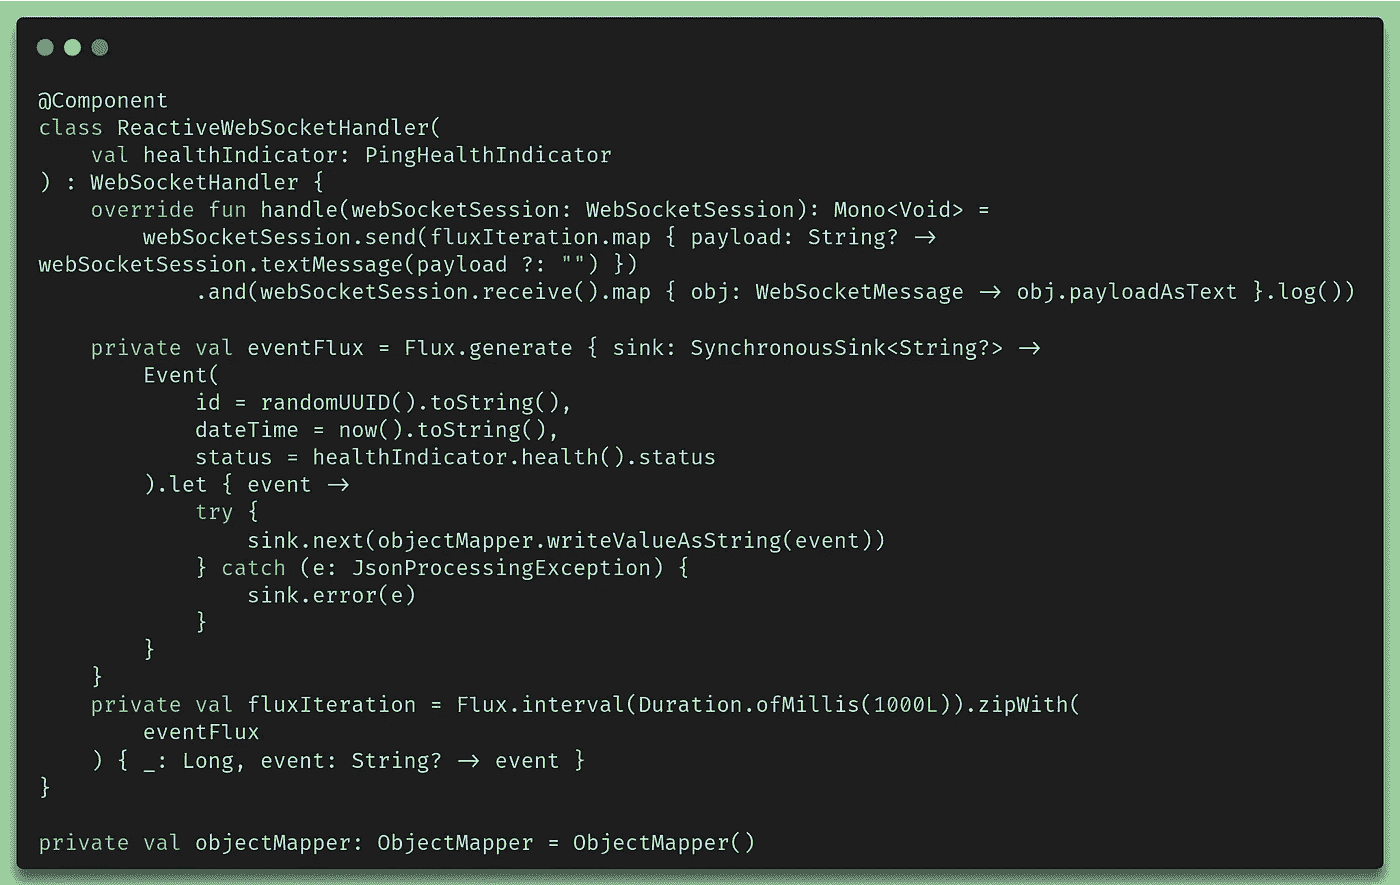 @Component
class ReactiveWebSocketHandler(
    val healthIndicator: PingHealthIndicator
) : WebSocketHandler {
    override fun handle(webSocketSession: WebSocketSession): Mono<Void> =
        webSocketSession.send(fluxIteration.map { payload: String? ->
webSocketSession.textMessage(payload ?: "") })
            .and(webSocketSession.receive().map { obj: WebSocketMessage -> obj.payloadAsText }.log())

    private val eventFlux = Flux.generate { sink: SynchronousSink<String?> ->
        Event(
            id = randomUUID().toString(),
            dateTime = now().toString(),
            status = healthIndicator.health().status
        ).let { event ->
            try {
                sink.next(objectMapper.writeValueAsString(event))
            } catch (e: JsonProcessingException) {
                sink.error(e)
            }
        }
    }
    private val fluxIteration = Flux.interval(Duration.ofMillis(1000L)).zipWith(
        eventFlux
    ) { _: Long, event: String? -> event }
}

private val objectMapper: ObjectMapper = ObjectMapper()